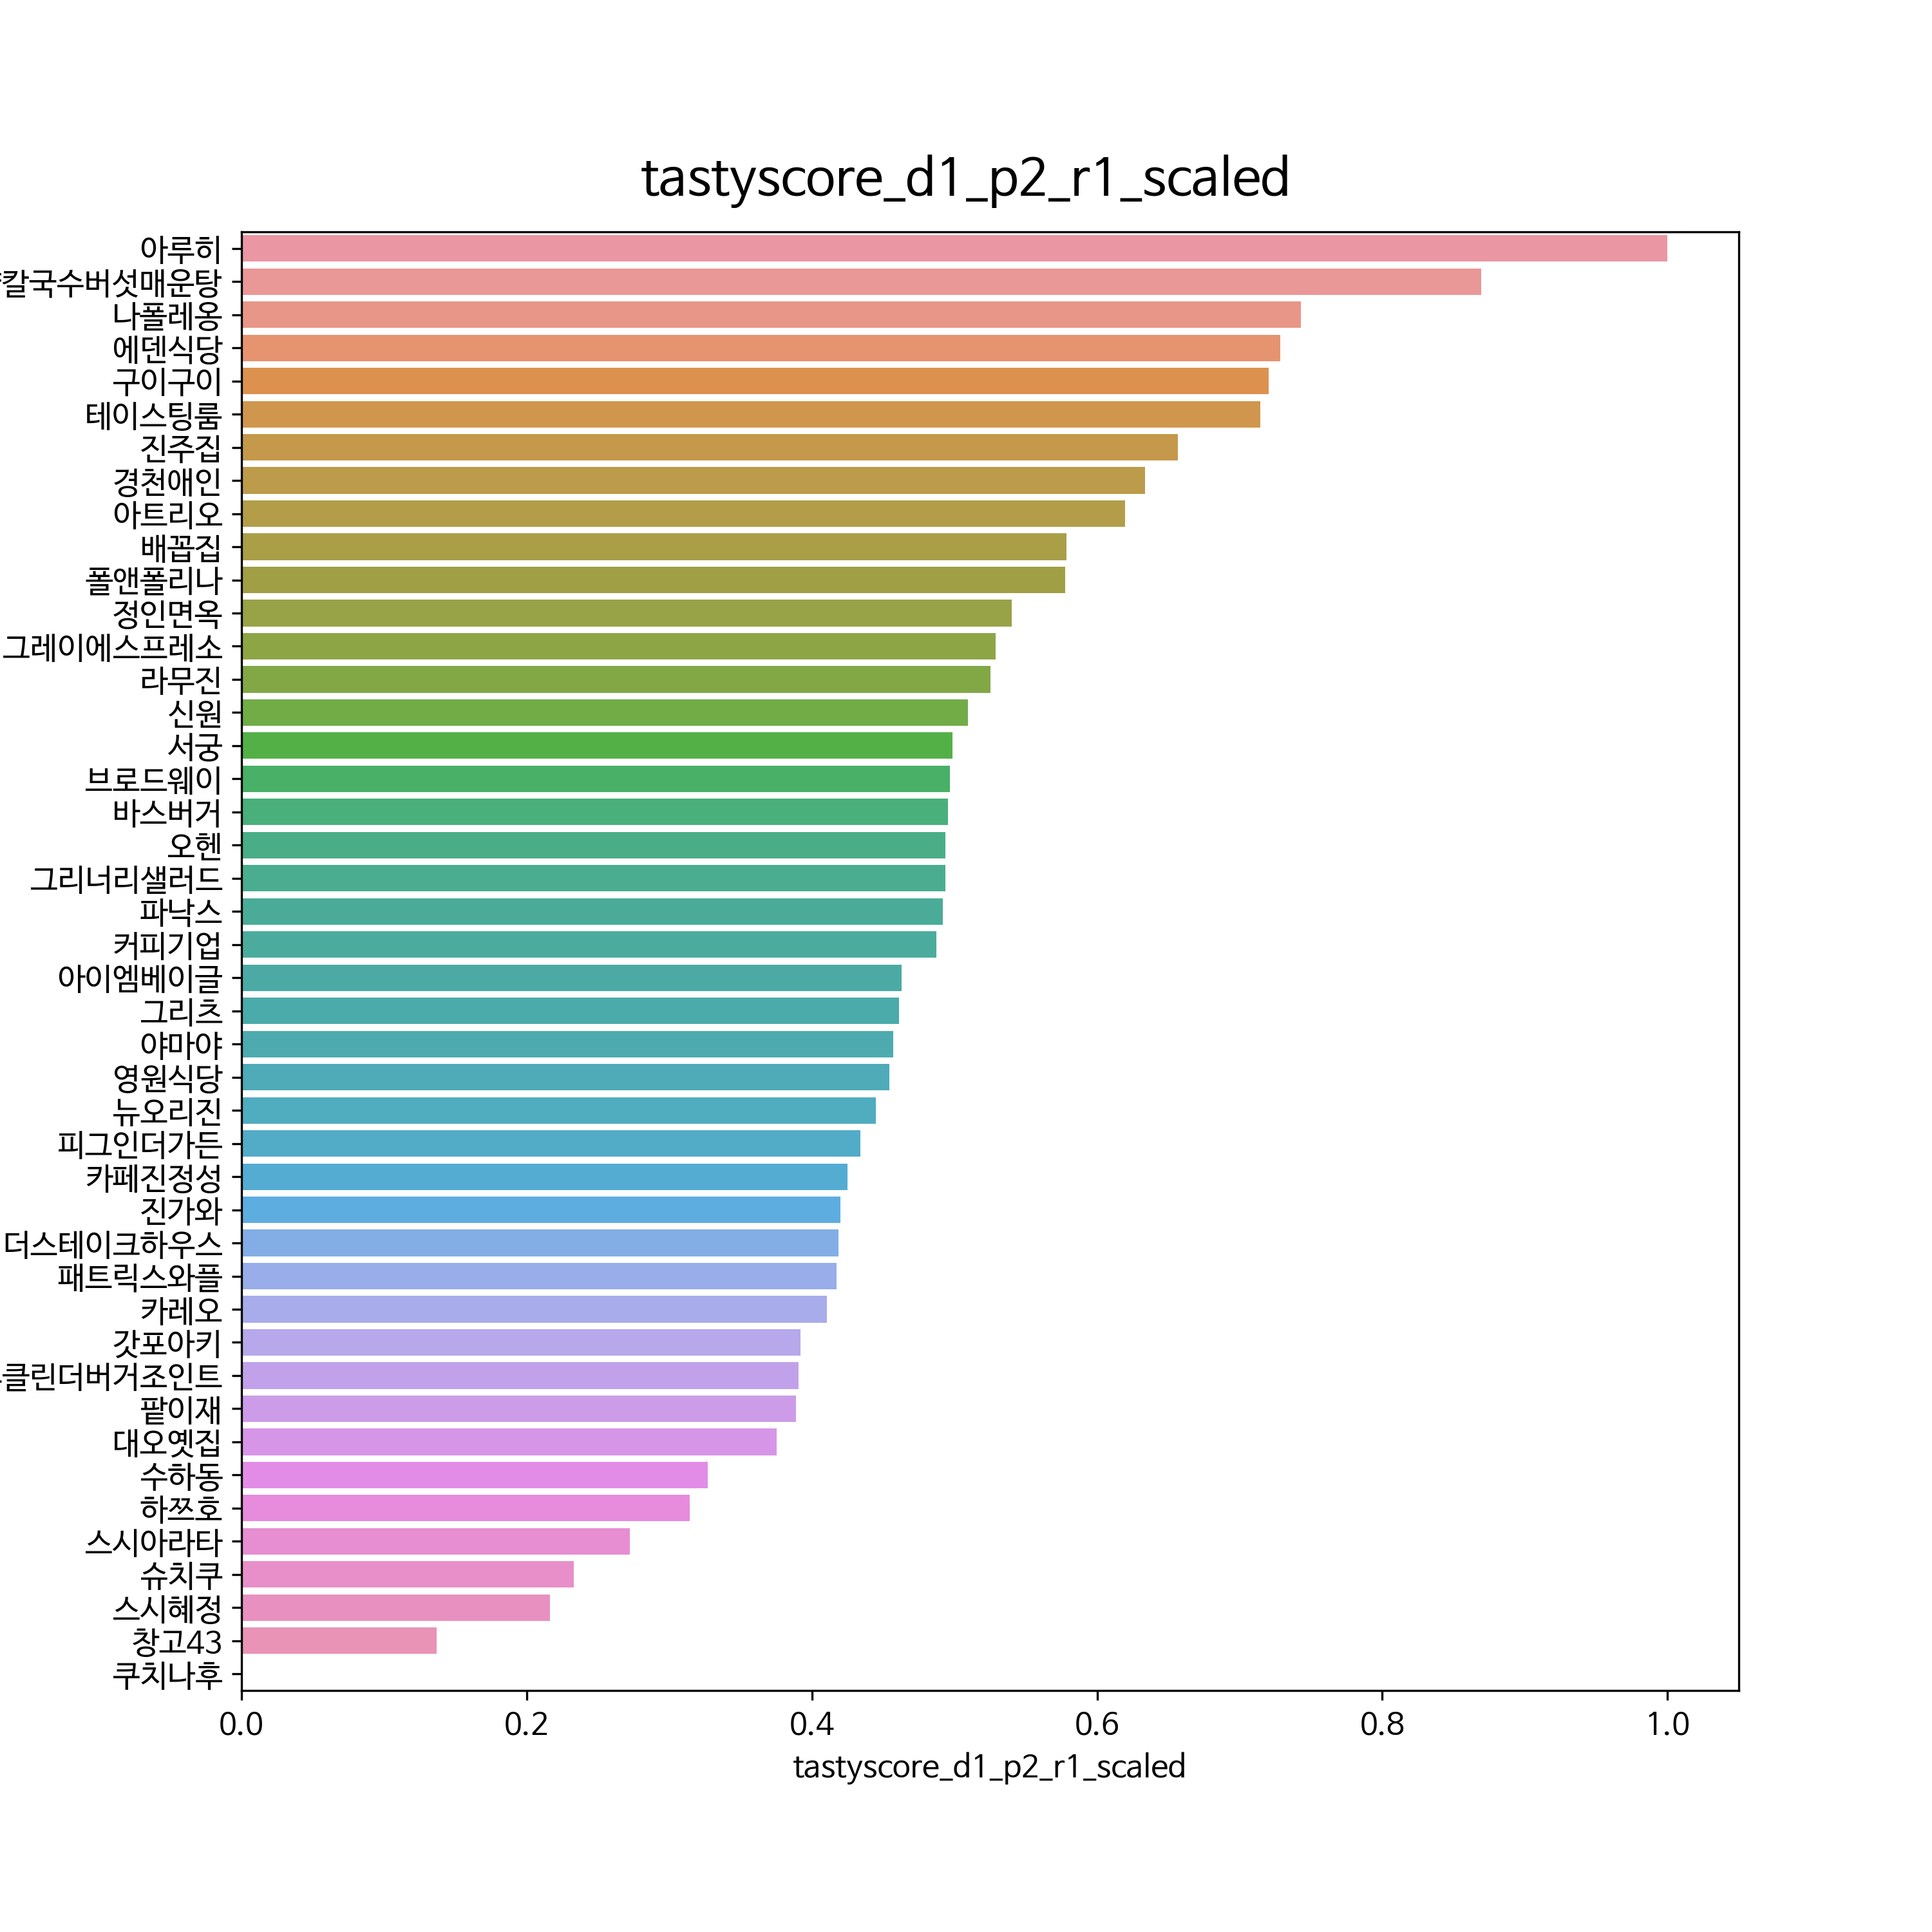 tastyscore_d1_p2_r1_scaled
아루히
칼국수버섯매운탕
나폴레옹
에덴식당
구이구이
테이스팅룸
진주집
경천애인
아트리오
배꼽집
폴앤폴리나
정인면옥
그레이에스프레소
라무진
신원
서궁
브로드웨이
바스버거
오헨
그리너리샐러드
파낙스
커피기업
아이엠베이글
그리츠
야마야
영원식당
뉴오리진
피그인더가든
카페진정성
진가와
더스테이크하우스
패트릭스와플
카레오
갓포아키
클린더버거조인트
팥이재
대오옛집
수하동
하쯔호
스시아라타
슈치쿠
스시혜정
창고43
쿠치나후
0.0 0.2 0.4 0.6 0.8 1.0
tastyscore_d1_p2_r1_scaled